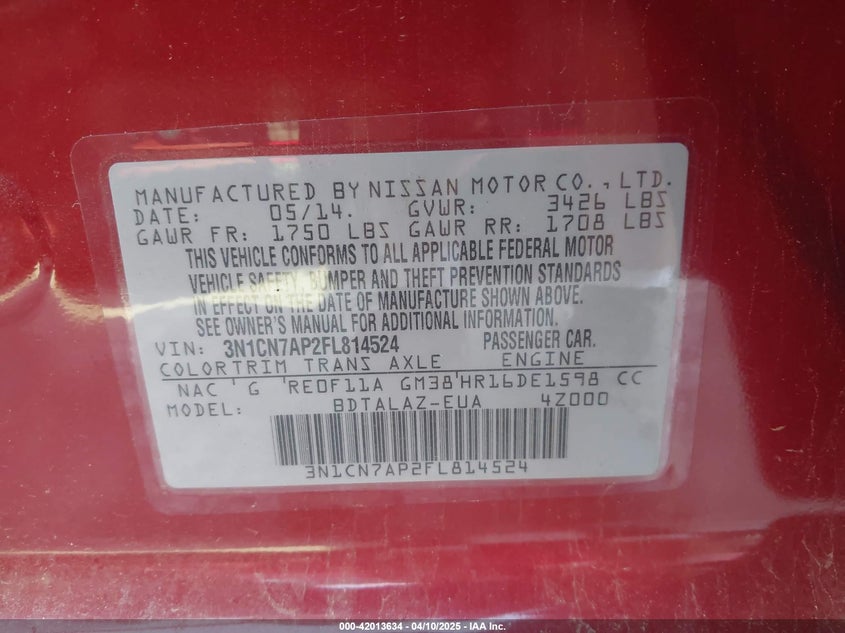 MANUFACTURED BY NISSAN MOTOR CO., LTD.
DATE: 05/14. GVWR: 3426 LBS
GAWR FR: 1750 LBS GAWR RR: 1708 LBS
THIS VEHICLE CONFORMS TO ALL APPLICABLE FEDERAL MOTOR
VEHICLE SAFETY, BUMPER AND THEFT PREVENTION STANDARDS
IN EFFECT ON THE DATE OF MANUFACTURE SHOWN ABOVE.
SEE OWNER'S MANUAL FOR ADDITIONAL INFORMATION.
VIN: 3N1CN7AP2FL814524 PASSENGER CAR.
COLOR TRIM TRANS AXLE ENGINE
NAC 'G 'RE0F11A GM38'HR16DE1598 CC
MODEL: BDTALAZ-EUA 4Z000
3N1CN7AP2FL814524
000-42013634 - 04/10/2025 - IAA Inc.